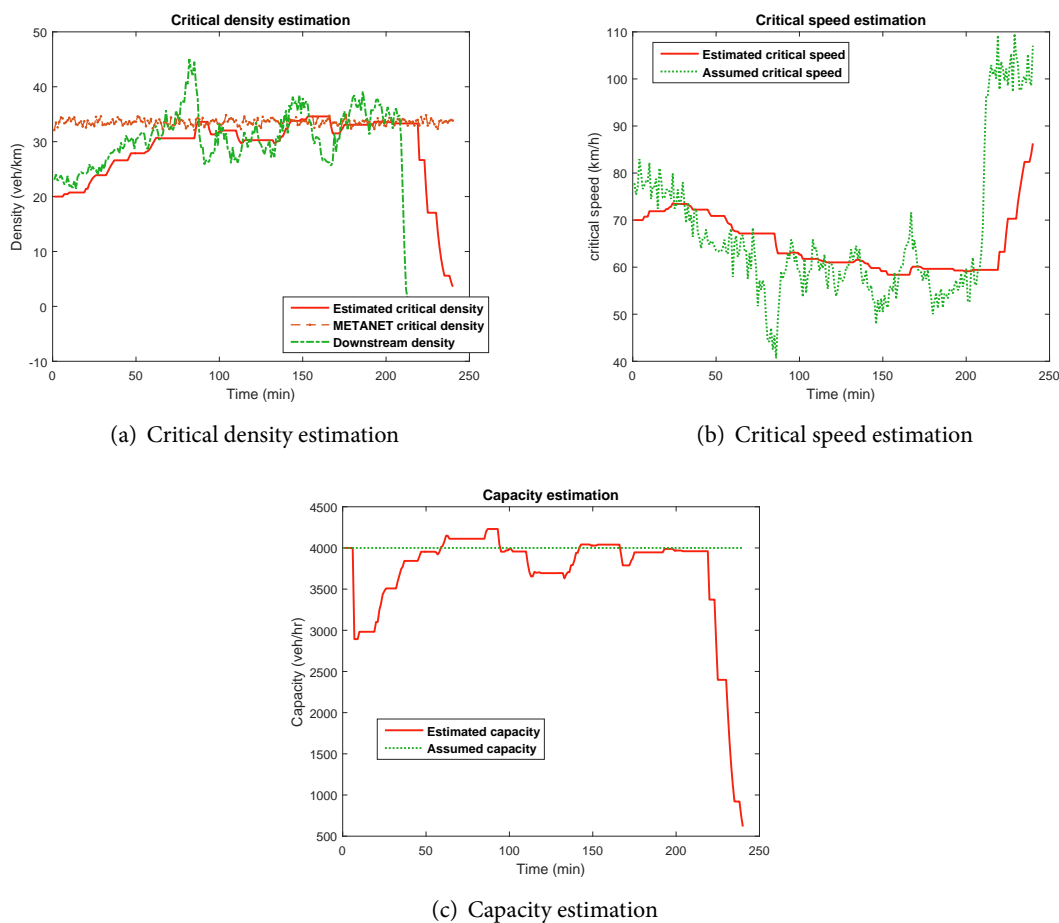 Critical density estimation
50
40
30
20
10
0
-10
Density (veh/km)
Estimated critical density
METANET critical density
Downstream density
0 50 100 150 200 250
Time (min)
(a) Critical density estimation
Critical speed estimation
110
100
90
80
70
60
50
40
critical speed (km/h)
Estimated critical speed
Assumed critical speed
0 50 100 150 200 250
Time (min)
(b) Critical speed estimation
Capacity estimation
4500
4000
3500
3000
2500
2000
1500
1000
500
Capacity (veh/hr)
Estimated capacity
Assumed capacity
0 50 100 150 200 250
Time (min)
(c) Capacity estimation